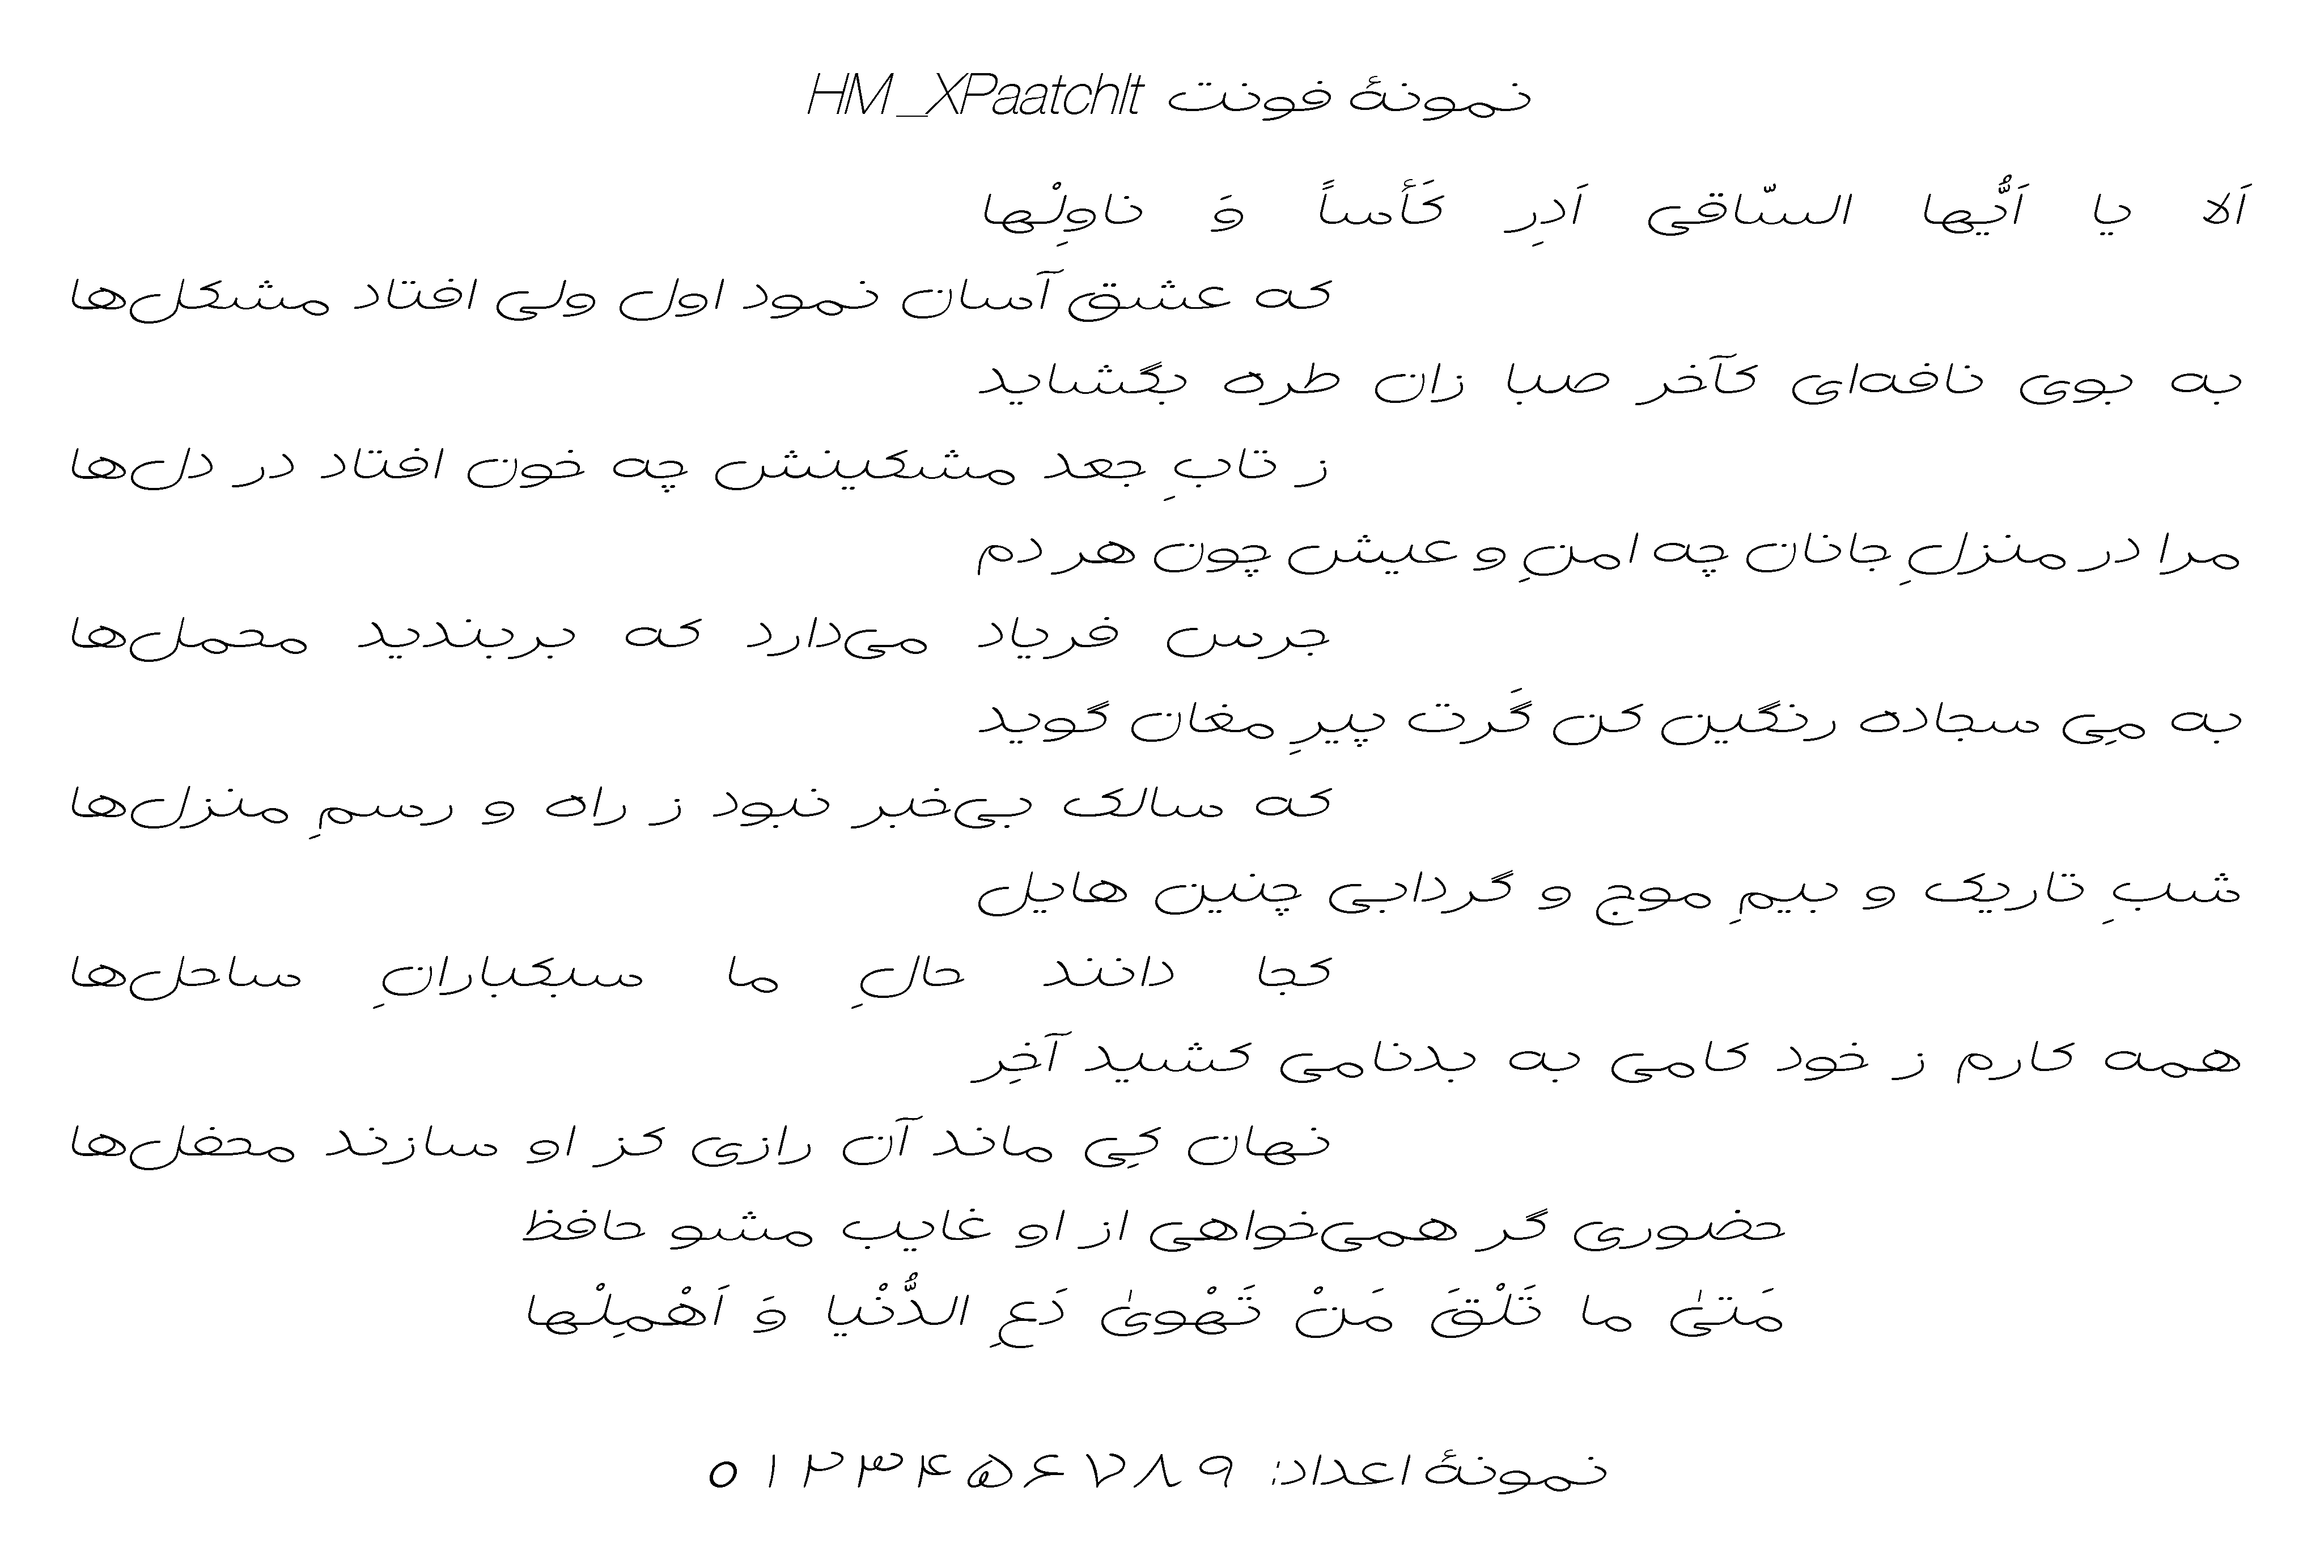 نمونهٔ فونت HM_XPaatchIt
اَلا یا اَیُّها السّاقی اَدرِ کَأساً وَ ناوِلْها
که عشق آسان نمود اول ولی افتاد مشکل‌ها
به بوی نافه‌ای کآخر صبا زان طره بگشاید
ز تابِ جعد مشکینش چه خون افتاد در دل‌ها
مرا در منزلِ جانان چه امنِ و عیش چون هر دم
جرس فریاد می‌دارد که بربندید محمل‌ها
به مِی سجاده رنگین کن گَرت پیرِ مغان گوید
که سالک بی‌خبر نبود ز راه و رسمِ منزل‌ها
شبِ تاریک و بیمِ موج و گردابی چنین هایل
کجا دانند حالِ ما سبکبارانِ ساحل‌ها
همه کارم ز خود کامی به بدنامی کشید آخِر
نهان کِی ماند آن رازی کز او سازند محفل‌ها
حضوری گر همی‌خواهی از او غایب مشو حافظ
مَتیٰ ما تَلْقَ مَنْ تَهْویٰ دَعِ الدُّنْیا وَ اَهْمِلْها
نمونهٔ اعداد: ۹ ۸ ۷ ۶ ۵ ۴ ۳ ۲ ۱ ۰